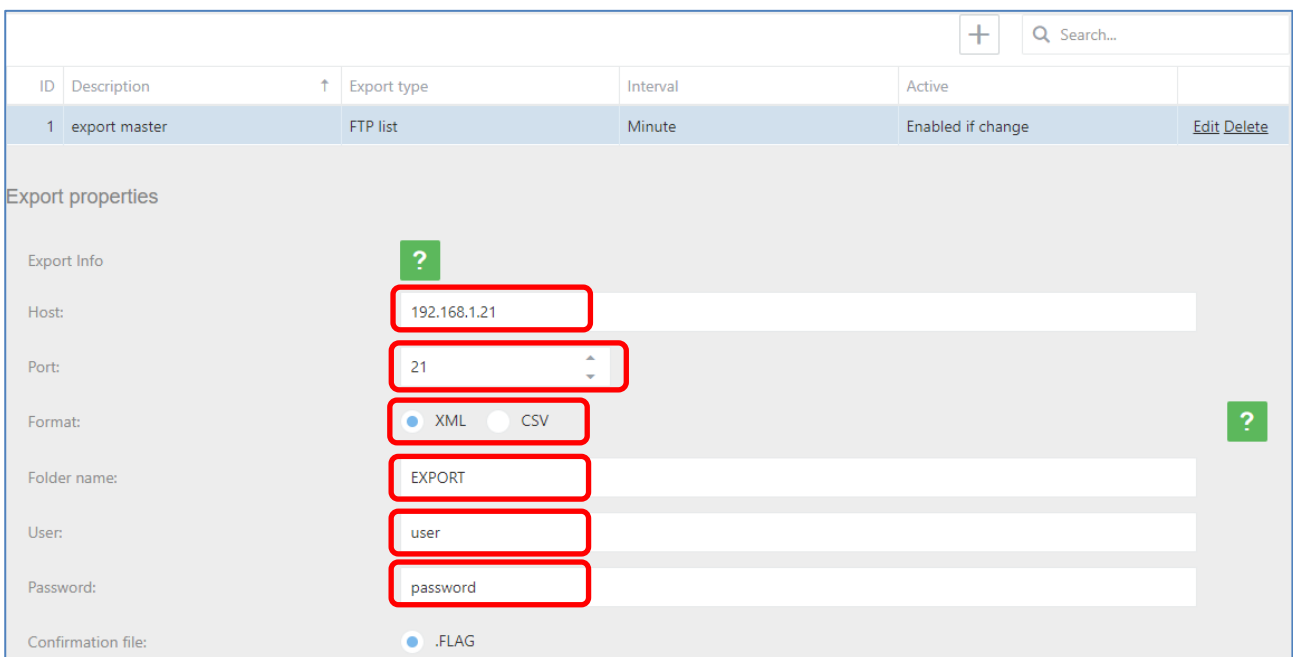 + Search...
ID Description ↑ Export type Interval Active
1 export master FTP list Minute Enabled if change Edit Delete
Export properties
Export Info ?
Host: 192.168.1.21
Port: 21
Format: XML CSV ?
Folder name: EXPORT
User: user
Password: password
Confirmation file: .FLAG